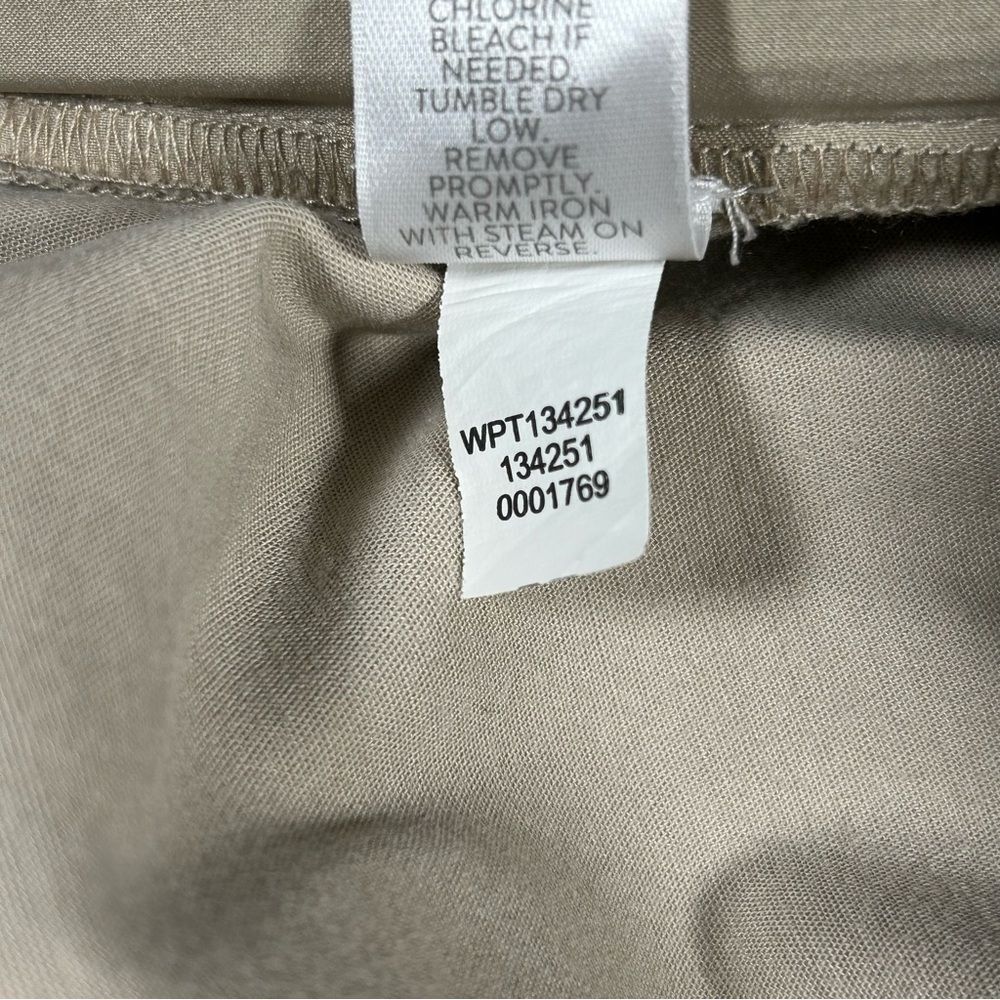 CHLORINE
BLEACH IF
NEEDED.
TUMBLE DRY
LOW.
REMOVE
PROMPTLY.
WARM IRON
WITH STEAM ON
REVERSE.
WPT134251
134251
0001769